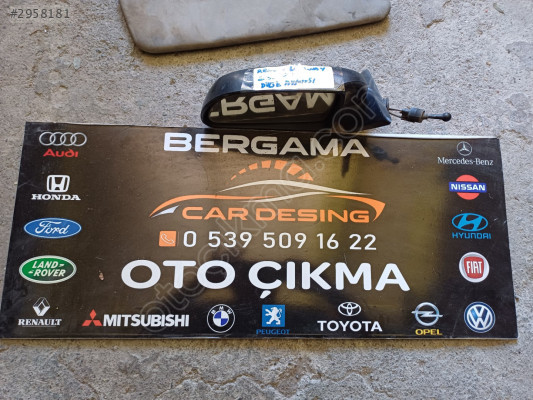 #2958181
BERGAMA
CAR DESING
0 539 509 16 22
OTO ÇIKMA
Audi
HONDA
Ford
LAND-
ROVER
RENAULT
MITSUBISHI
BMW
PEUGEOT
TOYOTA
OPEL
Mercedes-Benz
NISSAN
HYUNDAI
FIAT